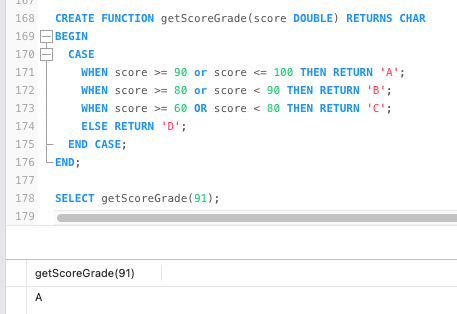 167
168 CREATE FUNCTION getScoreGrade(score DOUBLE) RETURNS CHAR
169 BEGIN
170 CASE
171 WHEN score >= 90 or score <= 100 THEN RETURN 'A';
172 WHEN score >= 80 or score < 90 THEN RETURN 'B';
173 WHEN score >= 60 OR score < 80 THEN RETURN 'C';
174 ELSE RETURN 'D';
175 END CASE;
176 END;
177
178 SELECT getScoreGrade(91);
179
getScoreGrade(91)
A